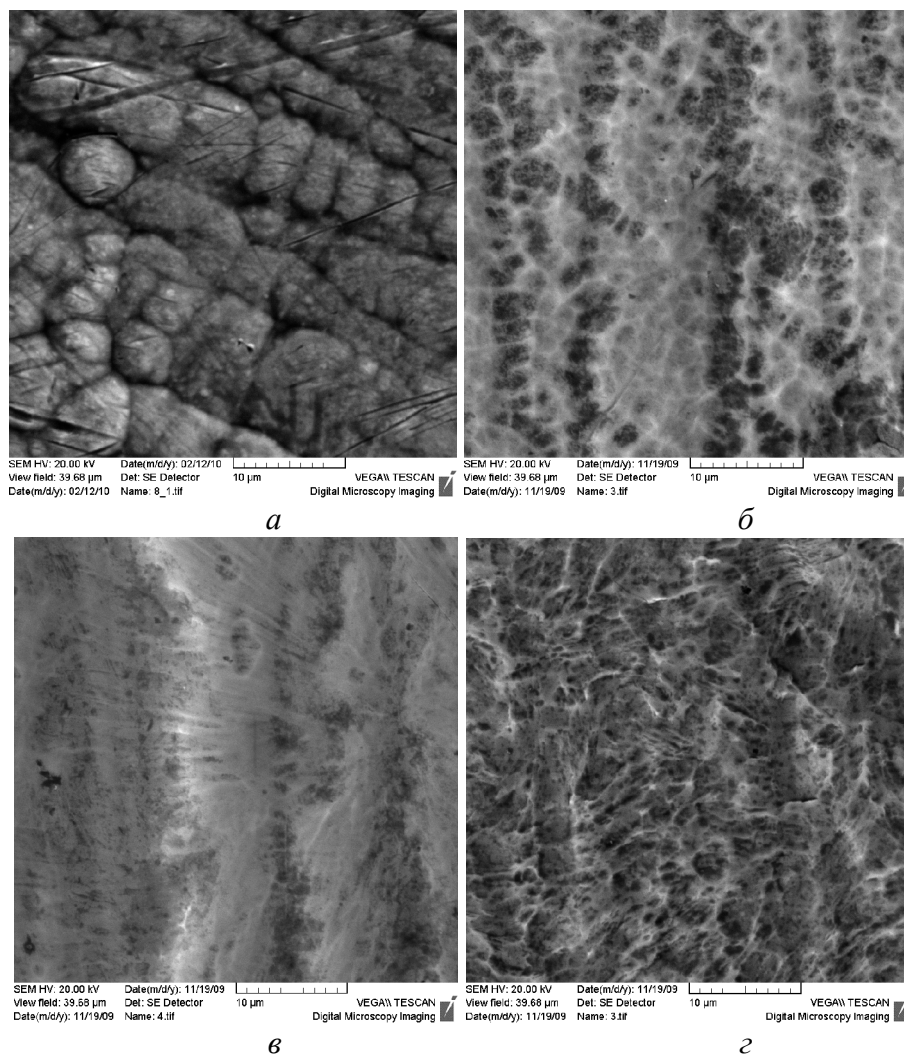 SEM HV: 20.00 kV Date(m/d/y): 02/12/10
View field: 39.68 µm Det: SE Detector 10 µm VEGA\\ TESCAN
Date(m/d/y): 02/12/10 Name: 8_1.tif Digital Microscopy Imaging
а
SEM HV: 20.00 kV Date(m/d/y): 11/19/09
View field: 39.68 µm Det: SE Detector 10 µm VEGA\\ TESCAN
Date(m/d/y): 11/19/09 Name: 3.tif Digital Microscopy Imaging
б
SEM HV: 20.00 kV Date(m/d/y): 11/19/09
View field: 39.68 µm Det: SE Detector 10 µm VEGA\\ TESCAN
Date(m/d/y): 11/19/09 Name: 4.tif Digital Microscopy Imaging
в
SEM HV: 20.00 kV Date(m/d/y): 11/19/09
View field: 39.68 µm Det: SE Detector 10 µm VEGA\\ TESCAN
Date(m/d/y): 11/19/09 Name: 3.tif Digital Microscopy Imaging
г